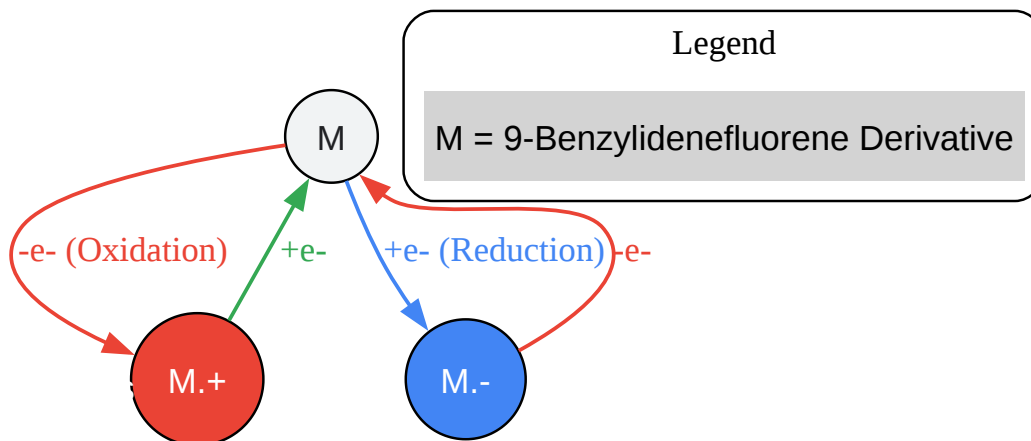 Legend
M = 9-Benzylidenefluorene Derivative
M
-e- (Oxidation)
+e-
+e- (Reduction)
-e-
M.+
M.-